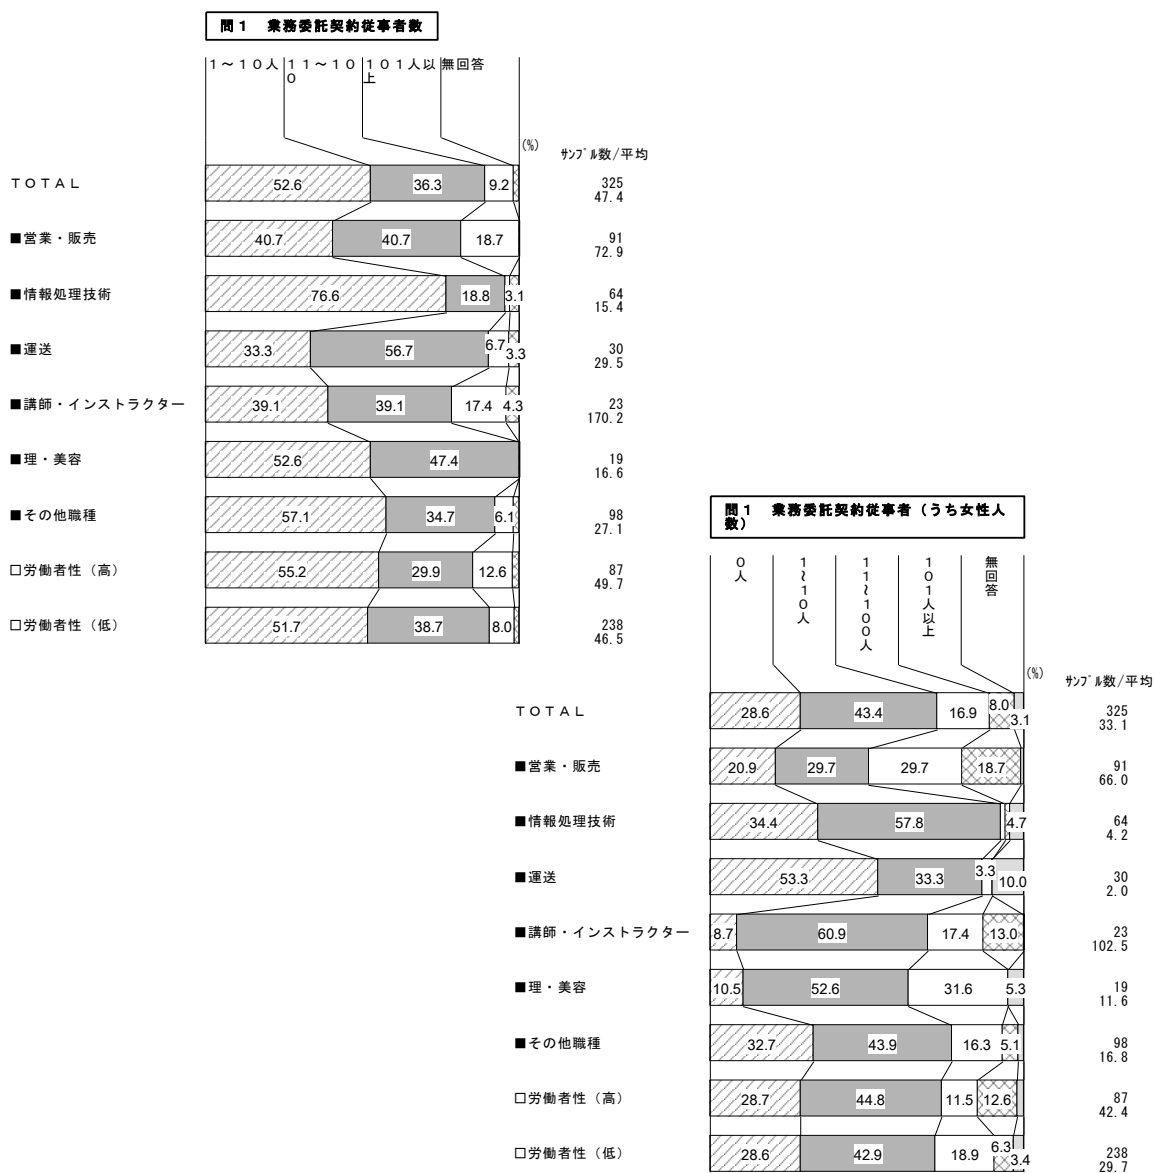 問１　業務委託契約従事者数
１～１０人 １１～１０ １０１人以 無回答
０ 上
(%)
ｻﾝﾌﾟﾙ数/平均
ＴＯＴＡＬ 52.6 36.3 9.2 325
47.4
■営業・販売 40.7 40.7 18.7 91
72.9
■情報処理技術 76.6 18.8 3.1 64
15.4
■運送 33.3 56.7 6.7 3.3 30
29.5
■講師・インストラクター 39.1 39.1 17.4 4.3 23
170.2
■理・美容 52.6 47.4 19
16.6
■その他職種 57.1 34.7 6.1 98
27.1
□労働者性（高） 55.2 29.9 12.6 87
49.7
□労働者性（低） 51.7 38.7 8.0 238
46.5
問１　業務委託契約従事者（うち女性人
数）
０人 １～１０人 １１～１００人 １０１人以上 無回答
(%)
ｻﾝﾌﾟﾙ数/平均
ＴＯＴＡＬ 28.6 43.4 16.9 8.0 3.1 325
33.1
■営業・販売 20.9 29.7 29.7 18.7 91
66.0
■情報処理技術 34.4 57.8 4.7 64
4.2
■運送 53.3 33.3 3.3 10.0 30
2.0
■講師・インストラクター 8.7 60.9 17.4 13.0 23
102.5
■理・美容 10.5 52.6 31.6 5.3 19
11.6
■その他職種 32.7 43.9 16.3 5.1 98
16.8
□労働者性（高） 28.7 44.8 11.5 12.6 87
42.4
□労働者性（低） 28.6 42.9 18.9 6.3 3.4 238
29.7